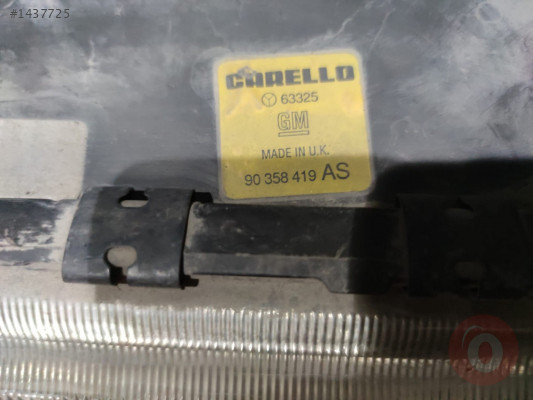 #1437725
CARELLO
63325
GM
MADE IN U.K.
90 358 419 AS